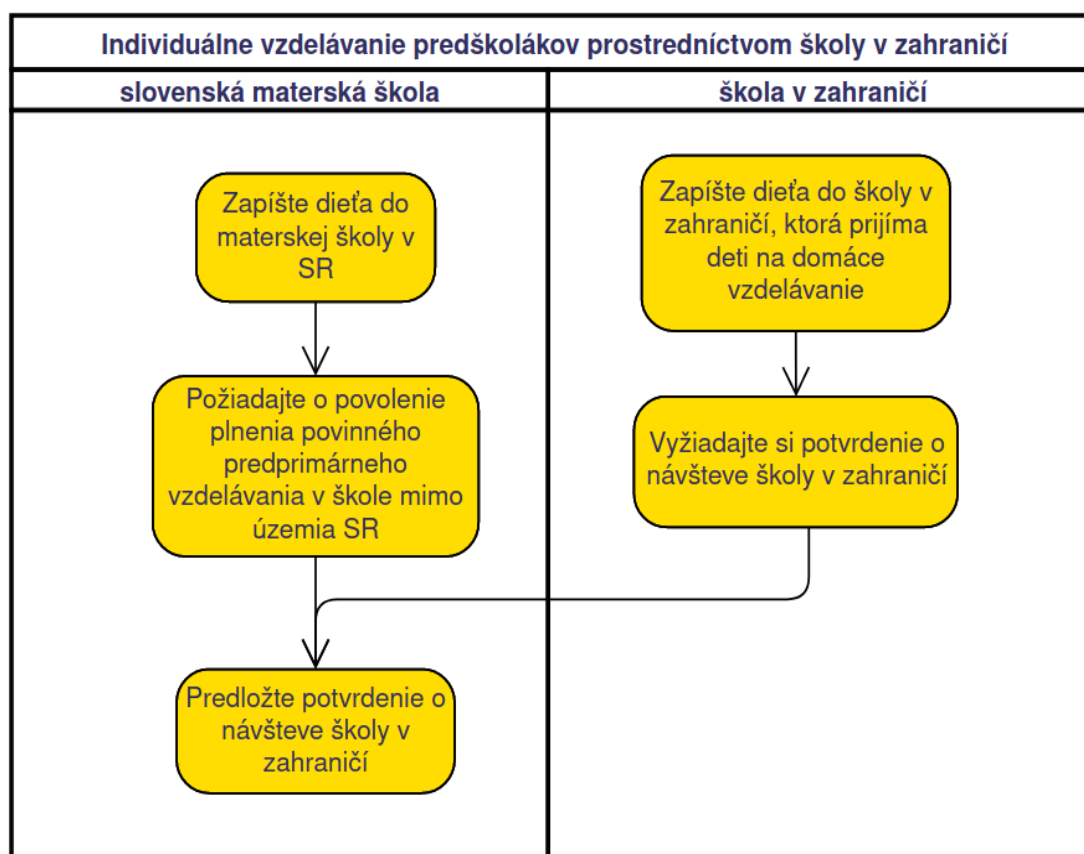 Individuálne vzdelávanie predškolákov prostredníctvom školy v zahraničí
slovenská materská škola
škola v zahraničí
Zapíšte dieťa do
materskej školy v
SR
Požiadajte o povolenie
plnenia povinného
predprimárneho
vzdelávania v škole mimo
územia SR
Predložte potvrdenie o
návšteve školy v
zahraničí
Zapíšte dieťa do školy v
zahraničí, ktorá prijíma
deti na domáce
vzdelávanie
Vyžiadajte si potvrdenie o
návšteve školy v zahraničí